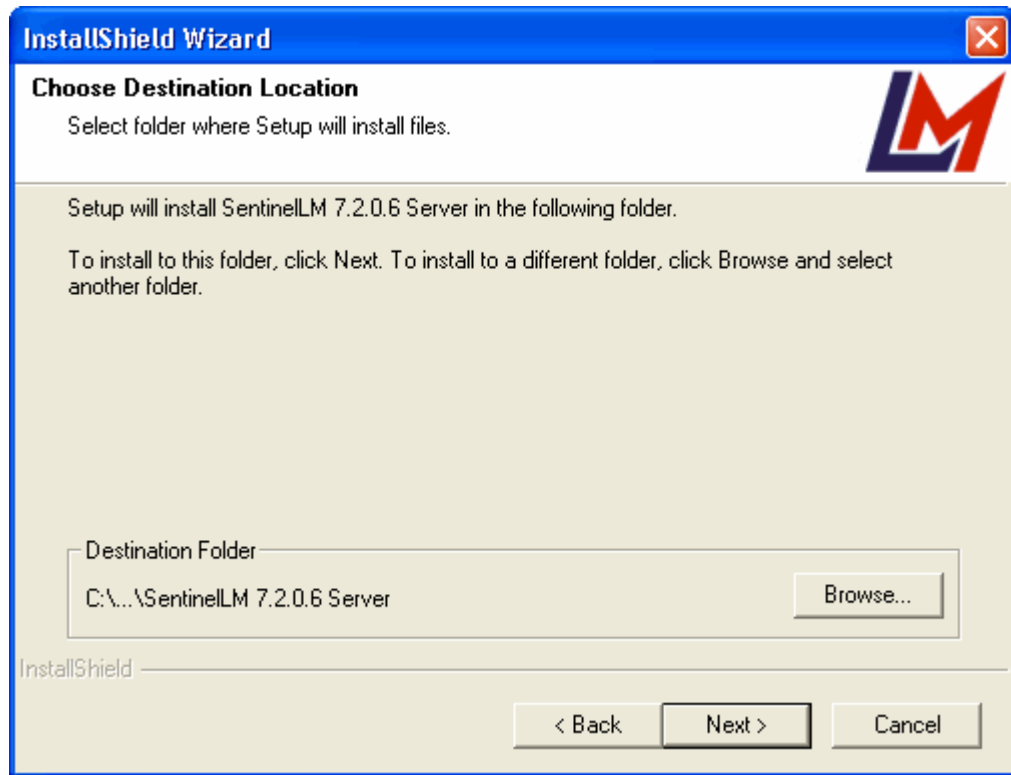 InstallShield Wizard
Choose Destination Location
Select folder where Setup will install files.
LM
Setup will install SentinelLM 7.2.0.6 Server in the following folder.
To install to this folder, click Next. To install to a different folder, click Browse and select
another folder.
Destination Folder
C:\...\SentinelLM 7.2.0.6 Server
Browse...
InstallShield
< Back
Next >
Cancel